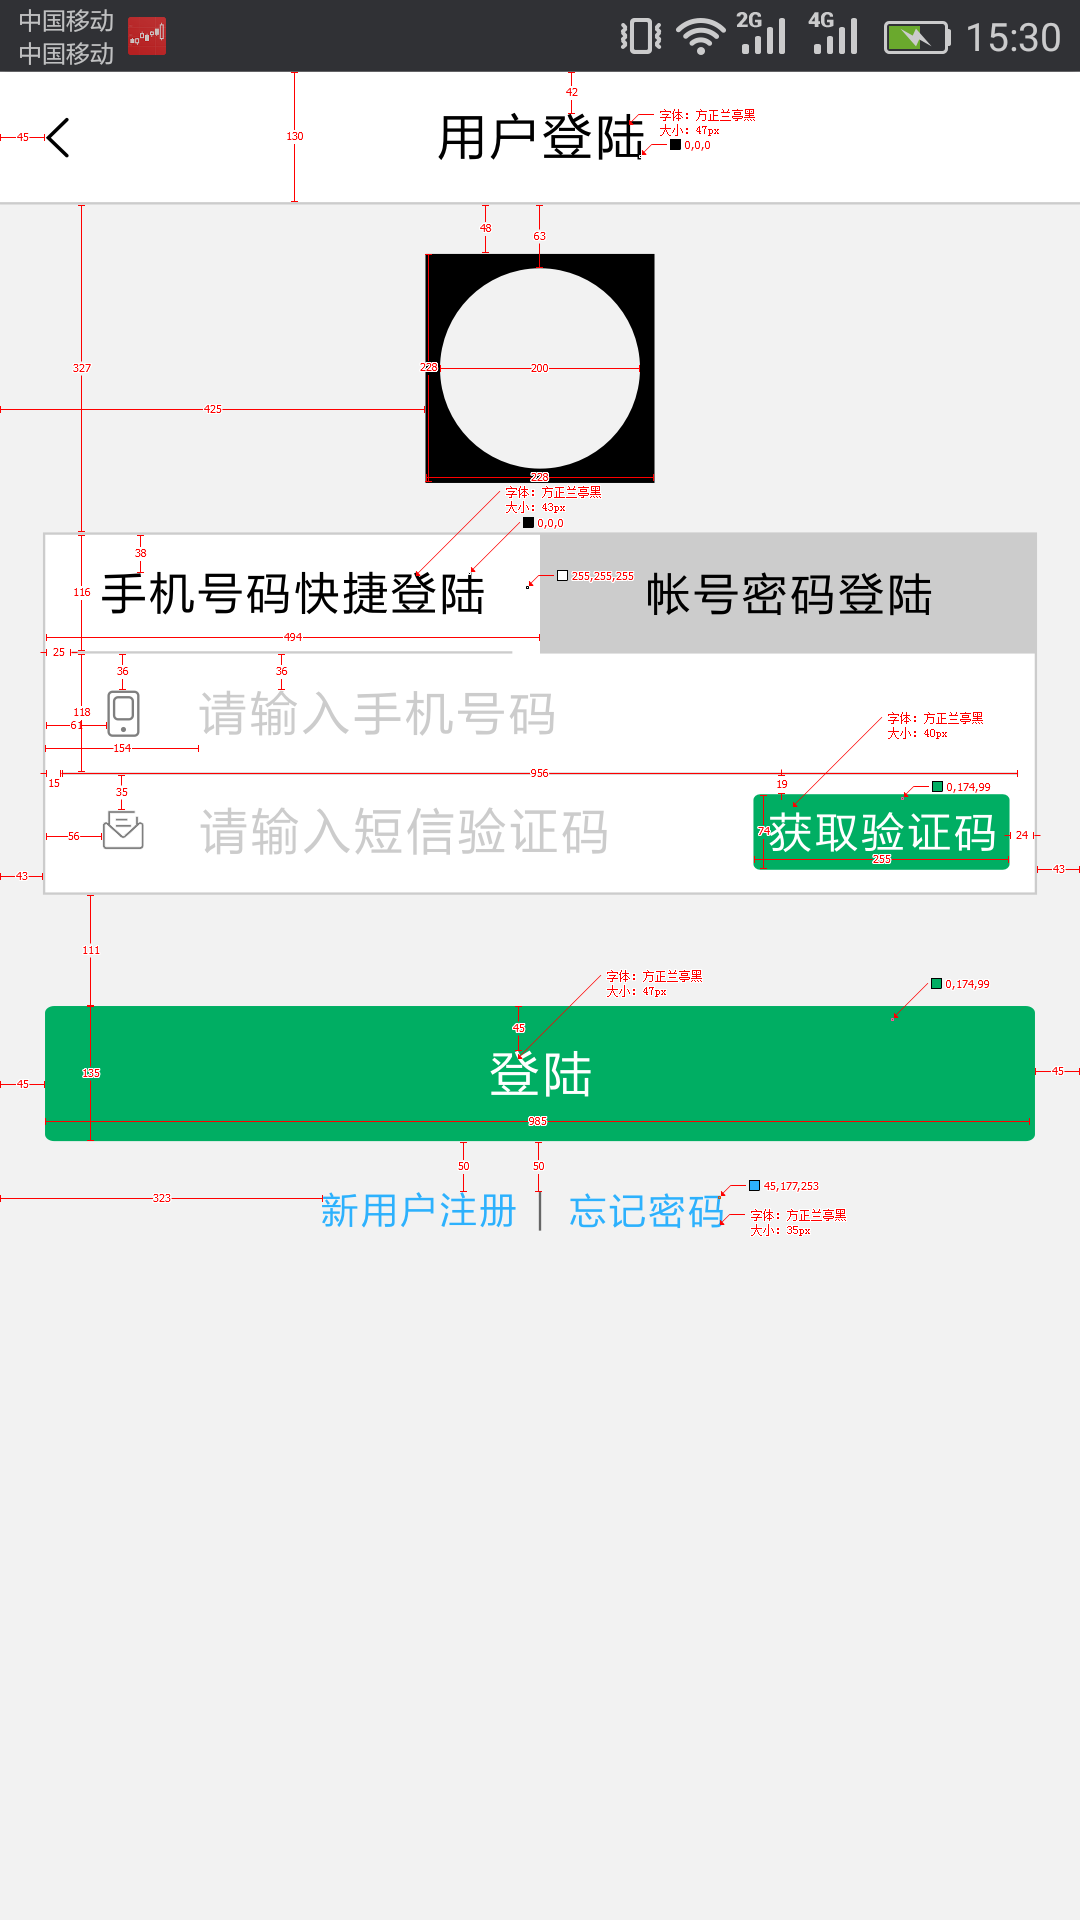 中国移动
中国移动
2G
4G
15:30
42
字体: 方正兰亭黑
大小: 47px
0,0,0
45
130
用户登陆
48
63
327
228
200
425
228
字体: 方正兰亭黑
大小: 43px
0,0,0
38
255,255,255
116
手机号码快捷登陆
帐号密码登陆
494
25
36
36
118
61
请输入手机号码
字体: 方正兰亭黑
大小: 40px
154
956
15
19
35
0,174,99
56
请输入短信验证码
74
获取验证码
24
255
43
43
111
字体: 方正兰亭黑
大小: 47px
0,174,99
45
135
登陆
45
45
985
50
50
45,177,253
323
新用户注册
忘记密码
字体: 方正兰亭黑
大小: 35px